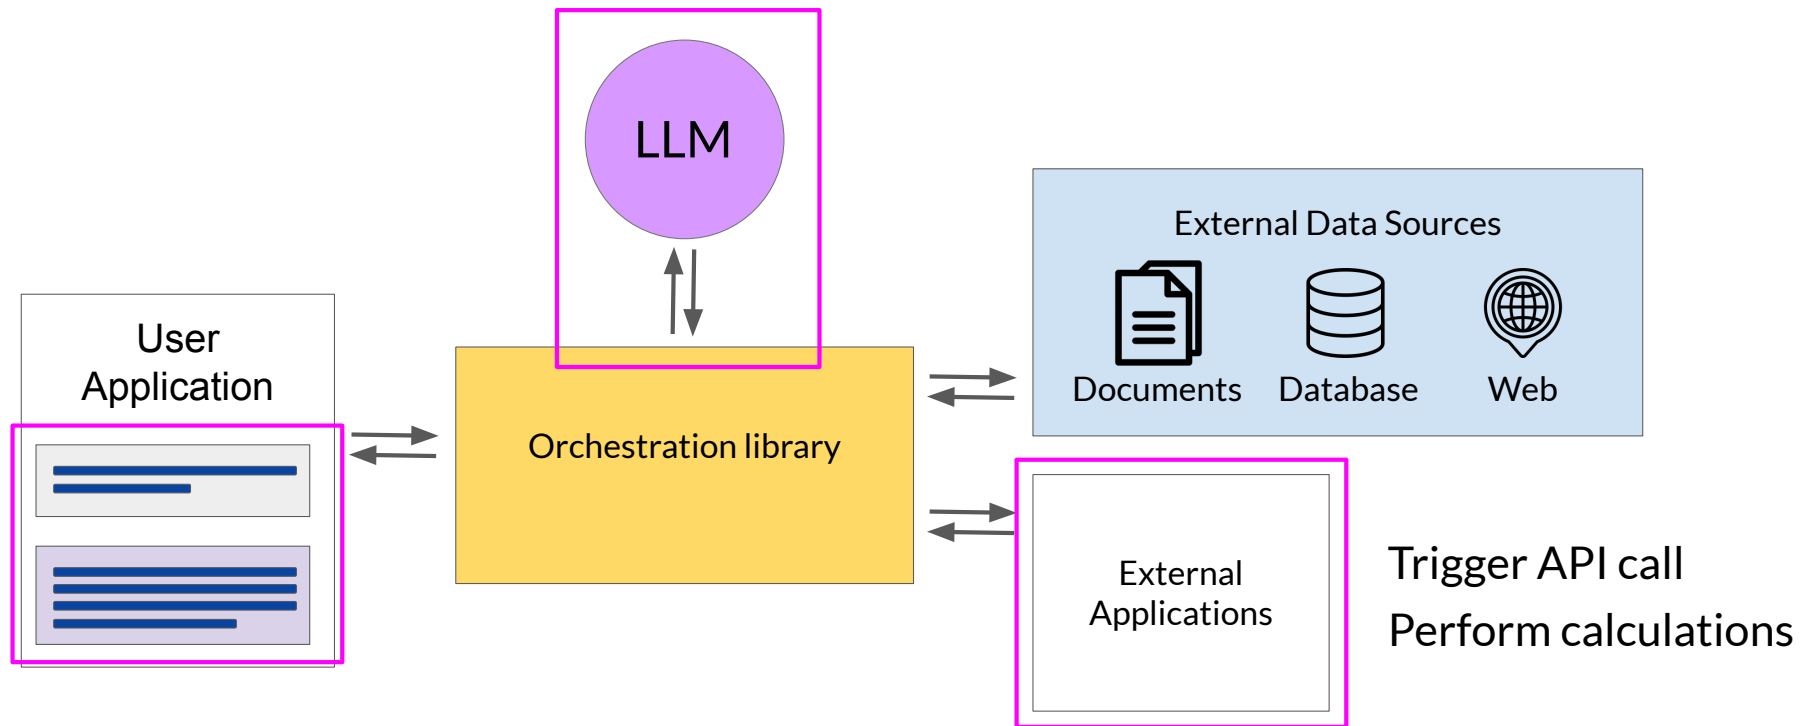 LLM
User
Application
Orchestration library
External Data Sources
Documents
Database
Web
External
Applications
Trigger API call
Perform calculations